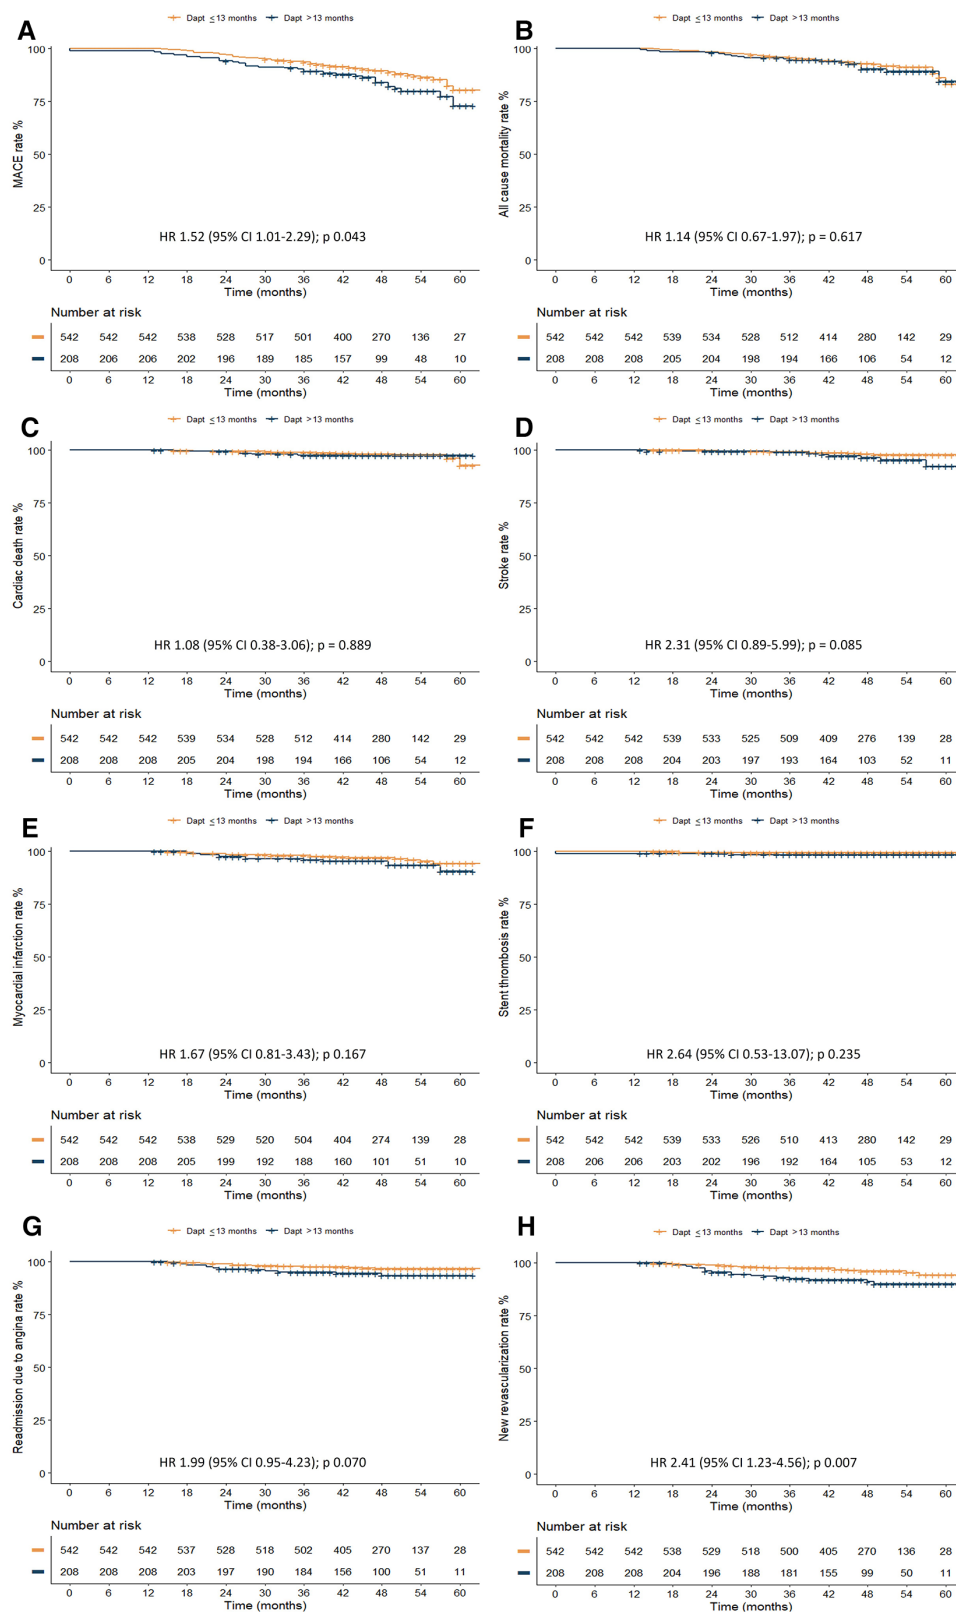 A
Dapt ≤13 months Dapt >13 months
MACE rate %
100
75
50
25
0
HR 1.52 (95% CI 1.01-2.29); p 0.043
0 6 12 18 24 30 36 42 48 54 60
Time (months)
Number at risk
542 542 542 538 528 517 501 400 270 136 27
208 206 206 202 196 189 185 157 99 48 10
0 6 12 18 24 30 36 42 48 54 60
Time (months)
B
Dapt ≤13 months Dapt >13 months
All cause mortality rate %
100
75
50
25
0
HR 1.14 (95% CI 0.67-1.97); p = 0.617
0 6 12 18 24 30 36 42 48 54 60
Time (months)
Number at risk
542 542 542 539 534 528 512 414 280 142 29
208 208 208 205 204 198 194 166 106 54 12
0 6 12 18 24 30 36 42 48 54 60
Time (months)
C
Dapt ≤13 months Dapt >13 months
Cardiac death rate %
100
75
50
25
0
HR 1.08 (95% CI 0.38-3.06); p = 0.889
0 6 12 18 24 30 36 42 48 54 60
Time (months)
Number at risk
542 542 542 539 534 528 512 414 280 142 29
208 208 208 205 204 198 194 166 106 54 12
0 6 12 18 24 30 36 42 48 54 60
Time (months)
D
Dapt ≤13 months Dapt >13 months
Stroke rate %
100
75
50
25
0
HR 2.31 (95% CI 0.89-5.99); p = 0.085
0 6 12 18 24 30 36 42 48 54 60
Time (months)
Number at risk
542 542 542 539 533 525 509 409 276 139 28
208 208 208 204 203 197 193 164 103 52 11
0 6 12 18 24 30 36 42 48 54 60
Time (months)
E
Dapt ≤13 months Dapt >13 months
Myocardial infarction rate %
100
75
50
25
0
HR 1.67 (95% CI 0.81-3.43); p 0.167
0 6 12 18 24 30 36 42 48 54 60
Time (months)
Number at risk
542 542 542 538 529 520 504 404 274 139 28
208 208 208 205 199 192 188 160 101 51 10
0 6 12 18 24 30 36 42 48 54 60
Time (months)
F
Dapt ≤13 months Dapt >13 months
Stent thrombosis rate %
100
75
50
25
0
HR 2.64 (95% CI 0.53-13.07); p 0.235
0 6 12 18 24 30 36 42 48 54 60
Time (months)
Number at risk
542 542 542 539 533 526 510 413 280 142 29
208 206 206 203 202 196 192 164 105 53 12
0 6 12 18 24 30 36 42 48 54 60
Time (months)
G
Dapt ≤13 months Dapt >13 months
Readmission due to angina rate %
100
75
50
25
0
HR 1.99 (95% CI 0.95-4.23); p 0.070
0 6 12 18 24 30 36 42 48 54 60
Time (months)
Number at risk
542 542 542 537 528 518 502 405 270 137 28
208 208 208 203 197 190 184 156 100 51 11
0 6 12 18 24 30 36 42 48 54 60
Time (months)
H
Dapt ≤13 months Dapt >13 months
New revascularization rate %
100
75
50
25
0
HR 2.41 (95% CI 1.23-4.56); p 0.007
0 6 12 18 24 30 36 42 48 54 60
Time (months)
Number at risk
542 542 542 538 529 518 500 405 270 136 28
208 208 208 204 196 188 181 155 99 50 11
0 6 12 18 24 30 36 42 48 54 60
Time (months)